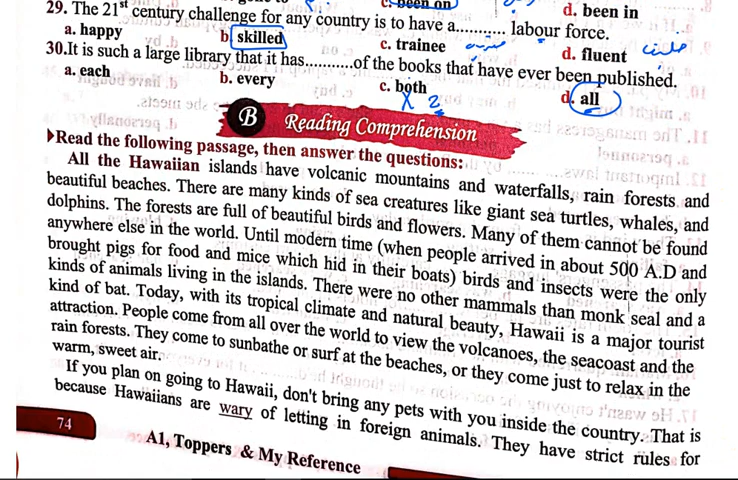 c. been on
d. been in
29. The 21st century challenge for any country is to have a.......... labour force.
a. happy b. skilled c. trainee d. fluent
30.It is such a large library that it has...........of the books that have ever been published.
a. each b. every c. both d. all
B Reading Comprehension
▶Read the following passage, then answer the questions:
All the Hawaiian islands have volcanic mountains and waterfalls, rain forests and
beautiful beaches. There are many kinds of sea creatures like giant sea turtles, whales, and
dolphins. The forests are full of beautiful birds and flowers. Many of them cannot be found
anywhere else in the world. Until modern time (when people arrived in about 500 A.D and
brought pigs for food and mice which hid in their boats) birds and insects were the only
kinds of animals living in the islands. There were no other mammals than monk seal and a
kind of bat. Today, with its tropical climate and natural beauty, Hawaii is a major tourist
attraction. People come from all over the world to view the volcanoes, the seacoast and the
rain forests. They come to sunbathe or surf at the beaches, or they come just to relax in the
warm, sweet air.
If you plan on going to Hawaii, don't bring any pets with you inside the country. That is
because Hawaiians are wary of letting in foreign animals. They have strict rules for
74
A1, Toppers & My Reference